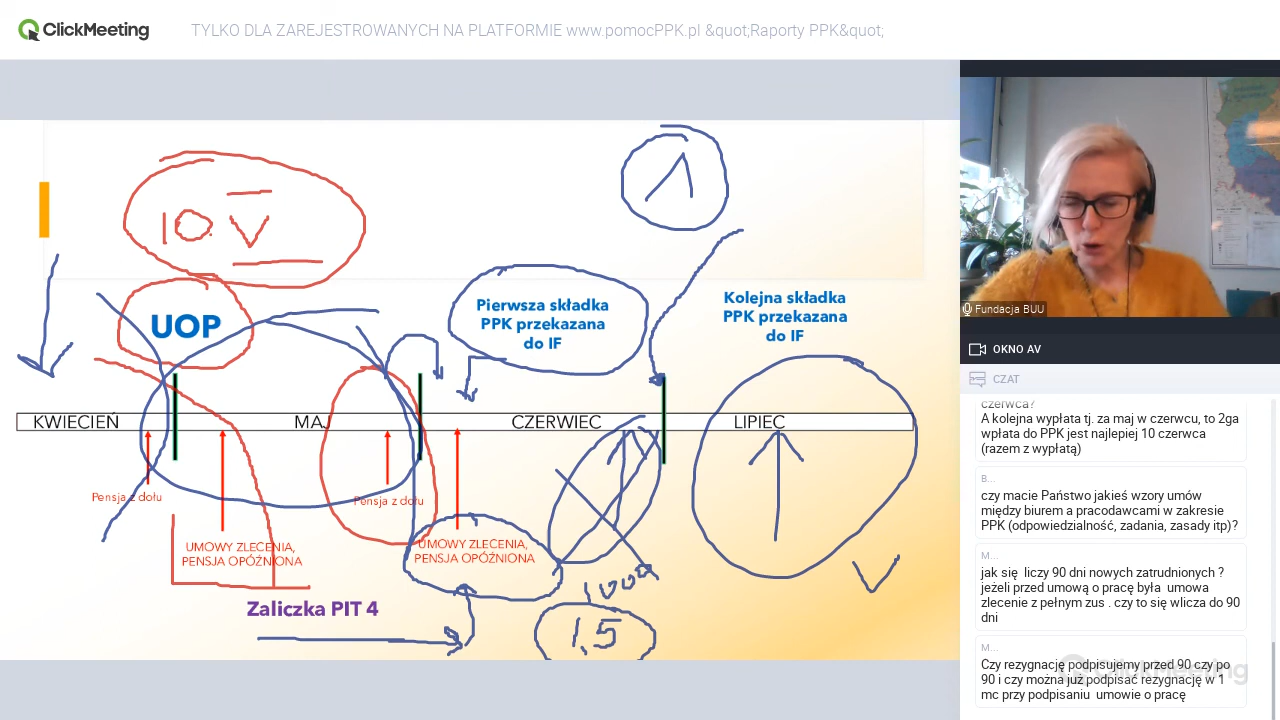 ClickMeeting
TYLKO DLA ZAREJESTROWANYCH NA PLATFORMIE www.pomocPPK.pl &quot;Raporty PPK&quot;
10 V
1
UOP
Pierwsza składka
PPK przekazana
do IF
Kolejna składka
PPK przekazana
do IF
KWIECIEŃ
MAJ
CZERWIEC
LIPIEC
Pensja z dołu
Pensja z dołu
UMOWY ZLECENIA,
PENSJA OPÓŹNIONA
UMOWY ZLECENIA,
PENSJA OPÓŹNIONA
Zaliczka PIT 4
1000
1.5
Fundacja BUU
OKNO AV
CZAT
czerwca?
A kolejna wypłata tj. za maj w czerwcu, to 2ga
wpłata do PPK jest najlepiej 10 czerwca
(razem z wypłatą)
B...
czy macie Państwo jakieś wzory umów
między biurem a pracodawcami w zakresie
PPK (odpowiedzialność, zadania, zasady itp)?
M...
jak się liczy 90 dni nowych zatrudnionych ?
jeżeli przed umową o pracę była umowa
zlecenie z pełnym zus . czy to się wlicza do 90
dni
M...
Czy rezygnację podpisujemy przed 90 czy po
90 i czy można już podpisać rezygnację w 1
mc przy podpisaniu umowie o pracę
ClickMeeting